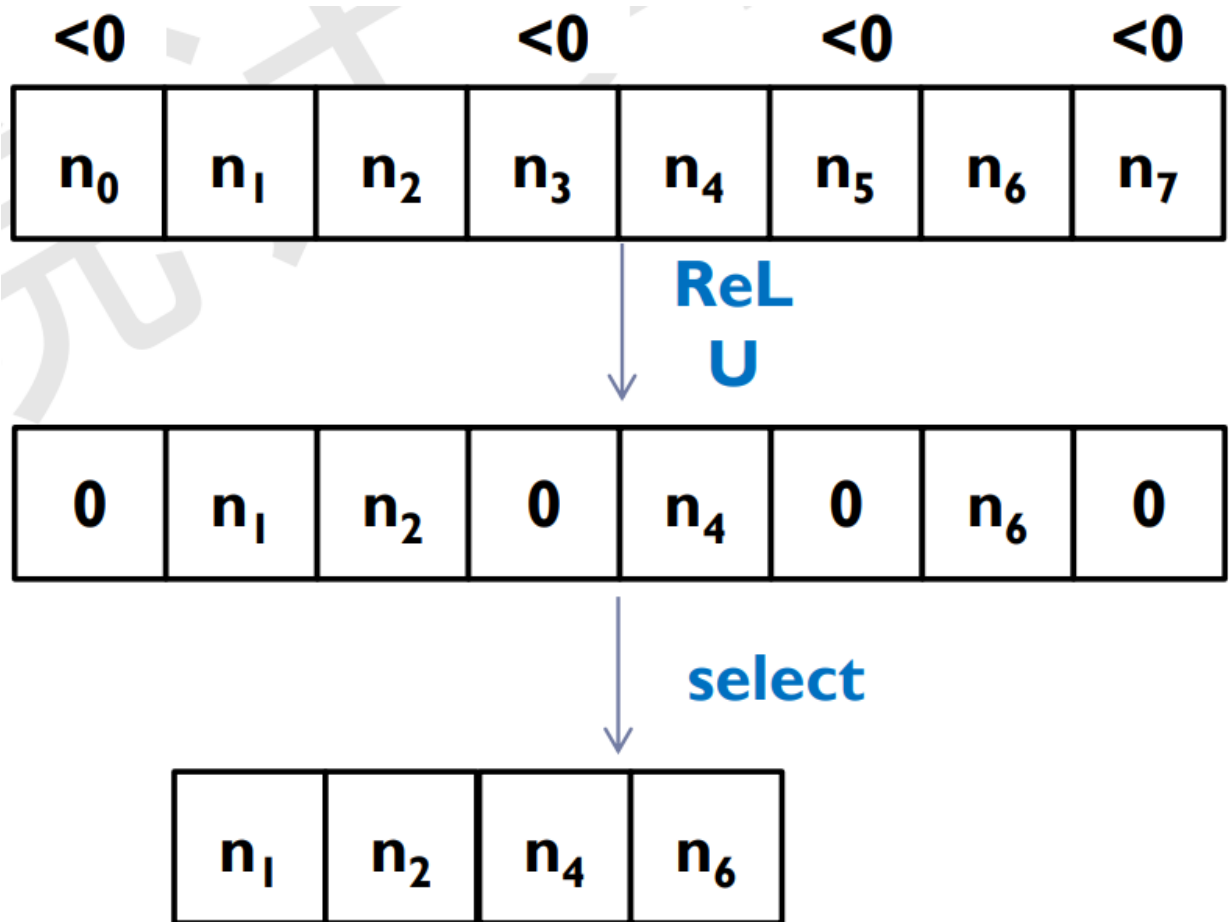 <0 <0 <0 <0
n₀ n₁ n₂ n₃ n₄ n₅ n₆ n₇
ReL
U
0 n₁ n₂ 0 n₄ 0 n₆ 0
select
n₁ n₂ n₄ n₆